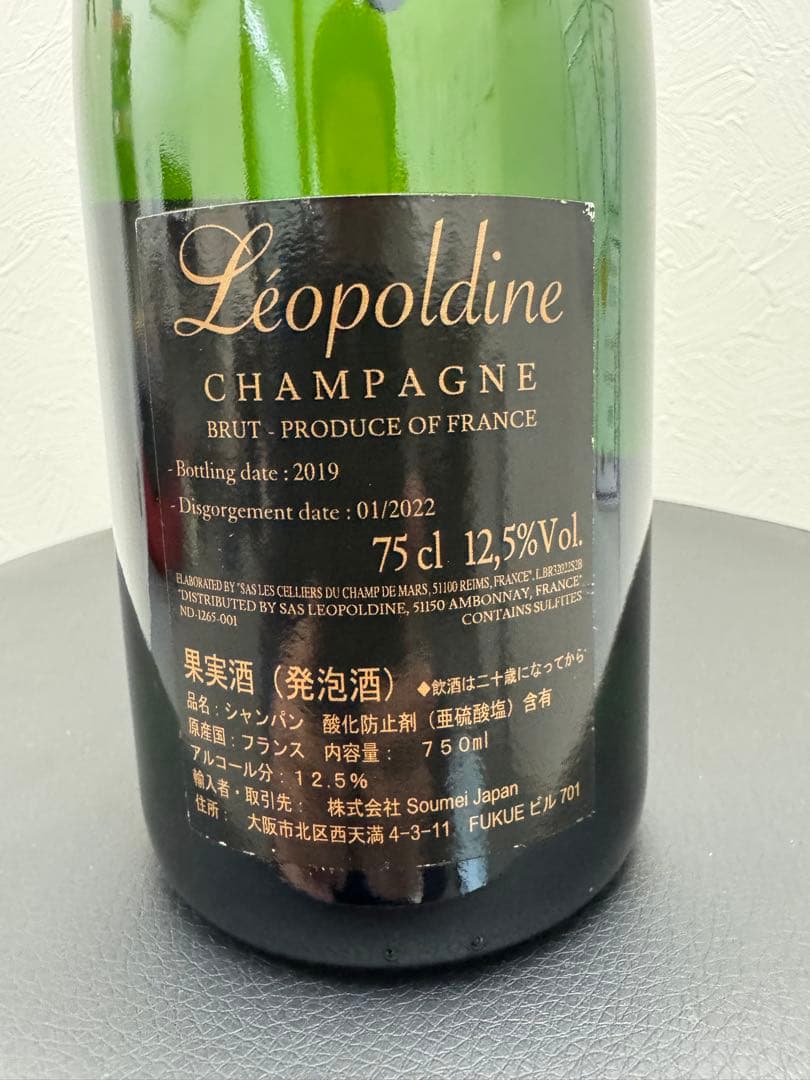 Léopoldine
CHAMPAGNE
BRUT - PRODUCE OF FRANCE
- Bottling date : 2019
- Disgorgement date : 01/2022
75 cl 12,5%Vol.
ELABORATED BY "SAS LES CELLIERS DU CHAMP DE MARS, 51100 REIMS, FRANCE".
"DISTRIBUTED BY SAS LEOPOLDINE, 51150 AMBONNAY, FRANCE"
ND-1265-001 CONTAINS SULFITES
果実酒（発泡酒） ◆飲酒は二十歳になってから
品名：シャンパン 酸化防止剤（亜硫酸塩）含有
原産国：フランス 内容量： 750ml
アルコール分：12.5%
輸入者・取引先： 株式会社 Soumei Japan
住所： 大阪市北区西天満 4-3-11 FUKUE ビル 701